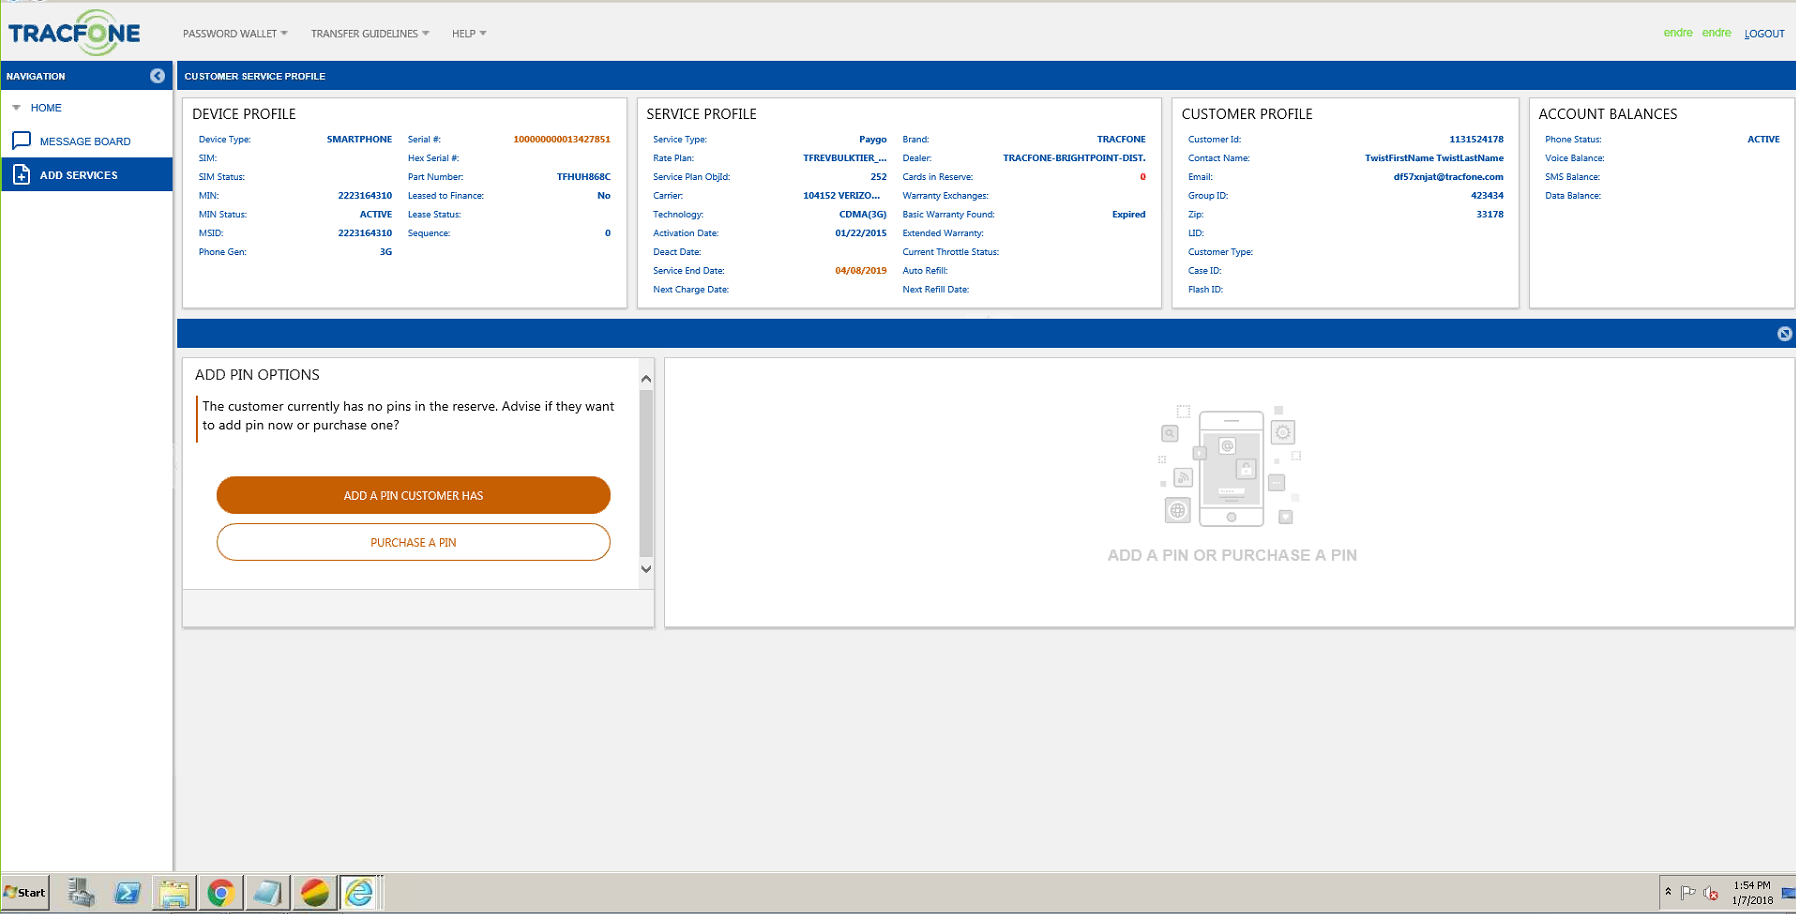 TRACFONE
PASSWORD WALLET
TRANSFER GUIDELINES
HELP
endre endre
LOGOUT
NAVIGATION
CUSTOMER SERVICE PROFILE
HOME
MESSAGE BOARD
ADD SERVICES
DEVICE PROFILE
Device Type: SMARTPHONE
SIM:
SIM Status:
MIN: 2223164310
MIN Status: ACTIVE
MSID: 2223164310
Phone Gen: 3G
Serial #: 100000000013427851
Hex Serial #:
Part Number: TFHUH868C
Leased to Finance: No
Lease Status:
Sequence: 0
SERVICE PROFILE
Service Type: Paygo
Rate Plan: TFREVBULKTIER_...
Service Plan ObjId: 252
Carrier: 104152 VERIZO...
Technology: CDMA(3G)
Activation Date: 01/22/2015
Deact Date:
Service End Date: 04/08/2019
Next Charge Date:
Brand: TRACFONE
Dealer: TRACFONE-BRIGHTPOINT-DIST.
Cards in Reserve: 0
Warranty Exchanges:
Basic Warranty Found: Expired
Extended Warranty:
Current Throttle Status:
Auto Refill:
Next Refill Date:
CUSTOMER PROFILE
Customer Id: 1131524178
Contact Name: TwistFirstName TwistLastName
Email: df57xnjat@tracfone.com
Group ID: 423434
Zip: 33178
LID:
Customer Type:
Case ID:
Flash ID:
ACCOUNT BALANCES
Phone Status: ACTIVE
Voice Balance:
SMS Balance:
Data Balance:
ADD PIN OPTIONS
The customer currently has no pins in the reserve. Advise if they want
to add pin now or purchase one?
ADD A PIN CUSTOMER HAS
PURCHASE A PIN
ADD A PIN OR PURCHASE A PIN
Start
1:54 PM
1/7/2018